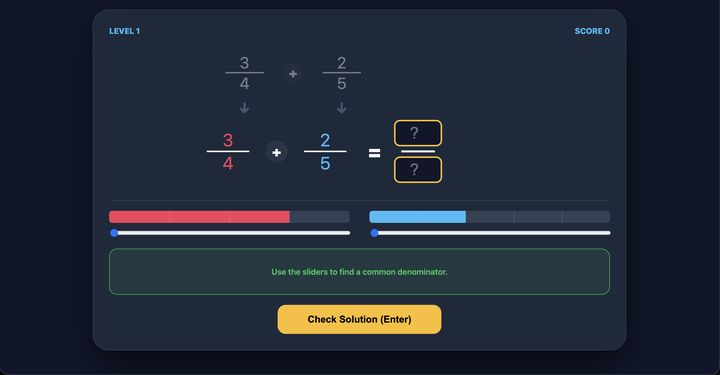 LEVEL 1 SCORE 0
3/4 + 2/5
↓ ↓
3/4 + 2/5 = ?/?
Use the sliders to find a common denominator.
Check Solution (Enter)